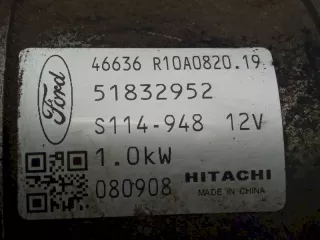 46636 R10A0820.19
Ford
51832952
S114-948 12V
1.0kW
080908
HITACHI
MADE IN CHINA